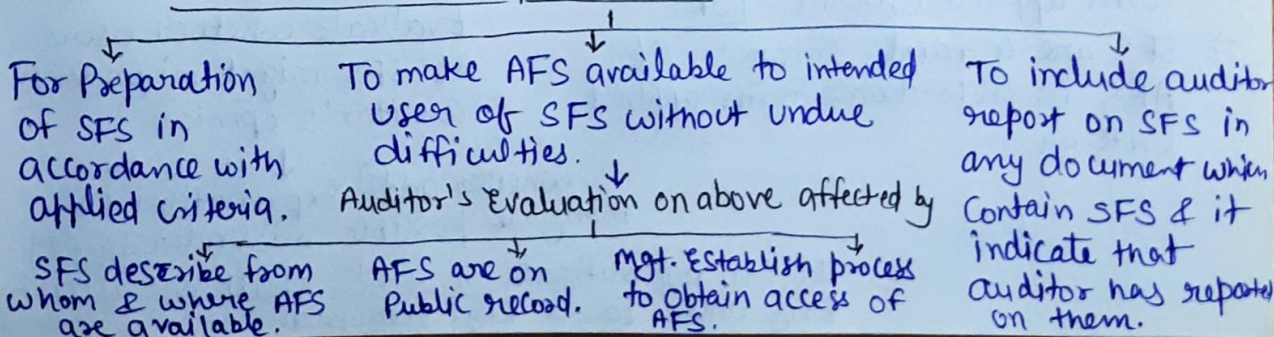 For Preparation
of SFS in
accordance with
applied criteria.
To make AFS available to intended
user of SFS without undue
difficulties.
Auditor's Evaluation on above affected by
SFS describe from
whom & where AFS
are available.
AFS are on
Public record.
Mgt. Establish process
to obtain access of
AFS.
To include auditor
report on SFS in
any document which
Contain SFS & it
indicate that
auditor has reported
on them.